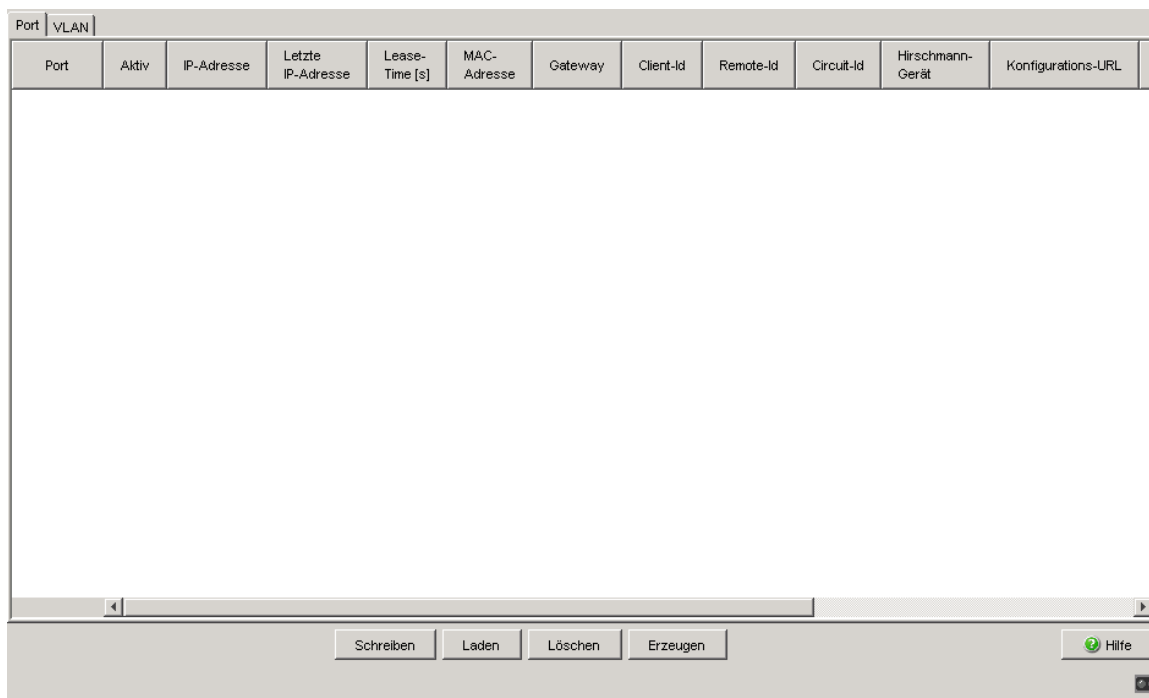 Port VLAN
Port Aktiv IP-Adresse Letzte IP-Adresse Lease-Time [s] MAC-Adresse Gateway Client-Id Remote-Id Circuit-Id Hirschmann-Gerät Konfigurations-URL
Schreiben Laden Löschen Erzeugen Hilfe